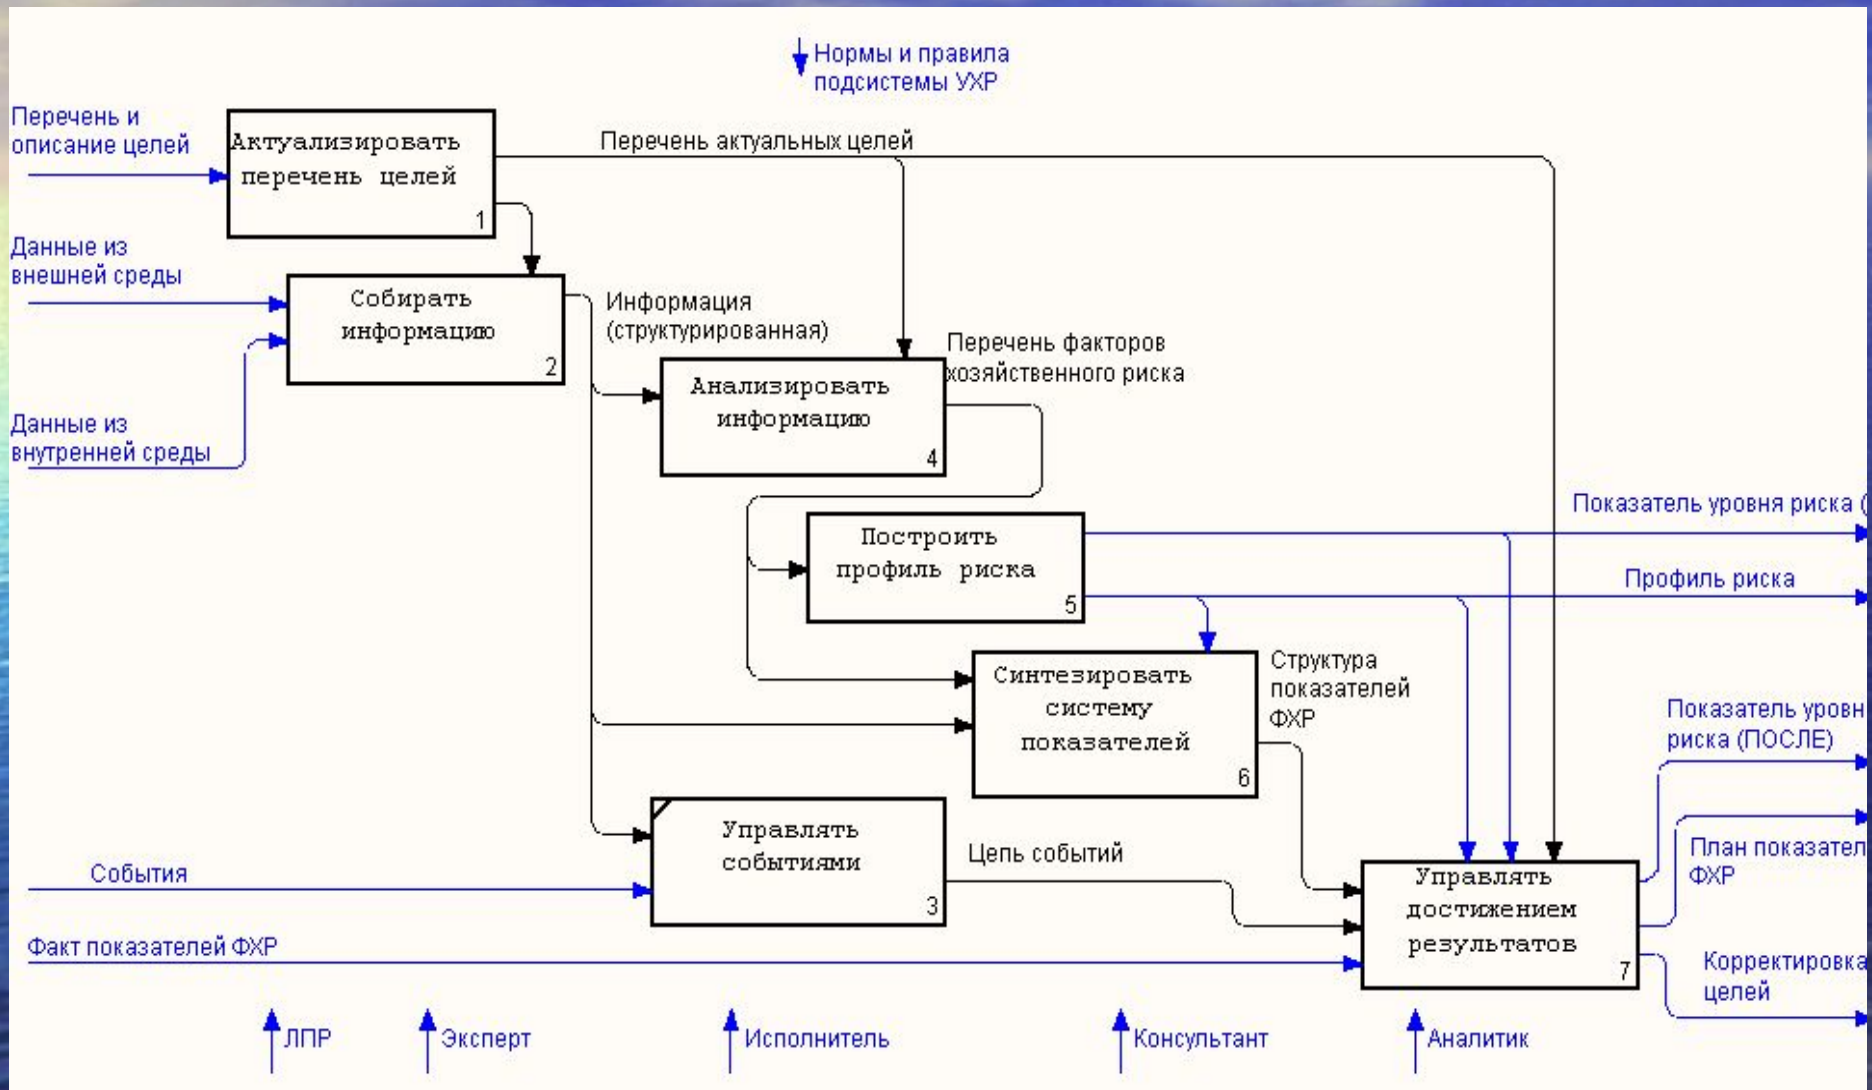 Нормы и правила
подсистемы УХР
Перечень и
описание целей
Актуализировать
перечень целей
1
Перечень актуальных целей
Данные из
внешней среды
Собирать
информацию
2
Информация
(структурированная)
Перечень факторов
хозяйственного риска
Анализировать
информацию
4
Данные из
внутренней среды
Построить
профиль риска
5
Показатель уровня риска (
Профиль риска
Синтезировать
систему
показателей
6
Структура
показателей
ФХР
Показатель уровн
риска (ПОСЛЕ)
Управлять
событиями
3
События
Цепь событий
План показател
ФХР
Управлять
достижением
результатов
7
Факт показателей ФХР
Корректировка
целей
ЛПР
Эксперт
Исполнитель
Консультант
Аналитик